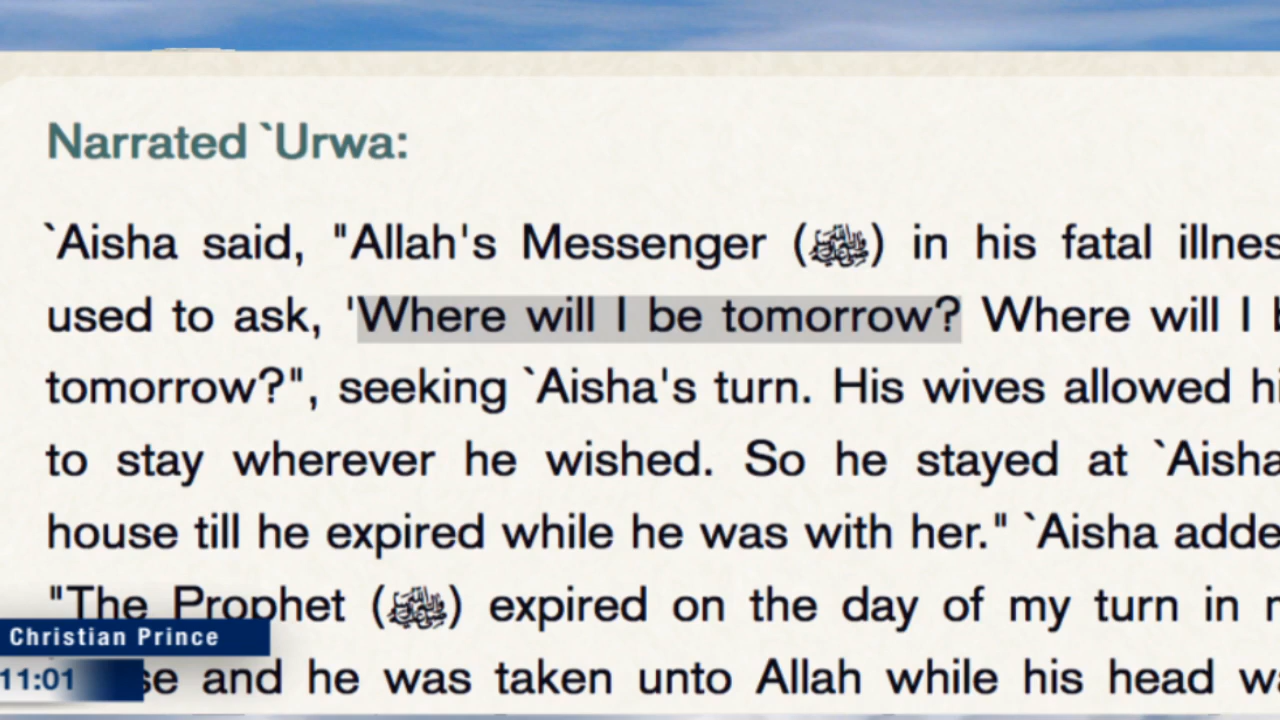 Narrated `Urwa:
`Aisha said, "Allah's Messenger (ﷺ) in his fatal
used to ask, 'Where will I be tomorrow? Where will I
tomorrow?", seeking `Aisha's turn. His wives allowed
to stay wherever he wished. So he stayed at `Aisha
house till he expired while he was with her." `Aisha
"The Prophet (ﷺ) expired on the day of my turn in
and he was taken unto Allah while his head
Christian Prince
11:01